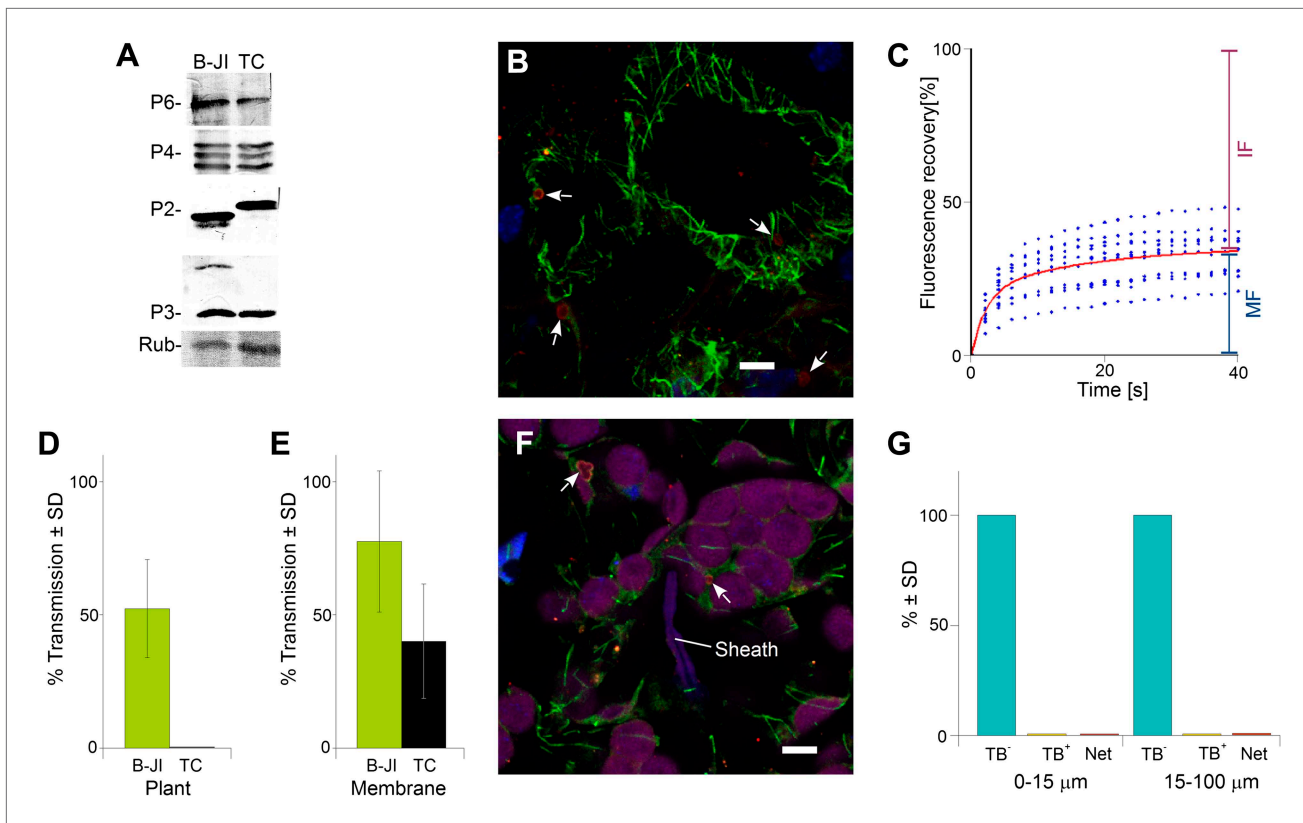 A
B-JI TC
P6-
P4-
P2-
P3-
Rub-
B
C
100
50
0
Fluorescence recovery[%]
IF
MF
0 20 40
Time [s]
D
% Transmission ± SD
100
50
0
B-JI TC
Plant
E
% Transmission ± SD
100
50
0
B-JI TC
Membrane
F
Sheath
G
% ± SD
100
50
0
TB⁻ TB⁺ Net TB⁻ TB⁺ Net
0-15 µm 15-100 µm